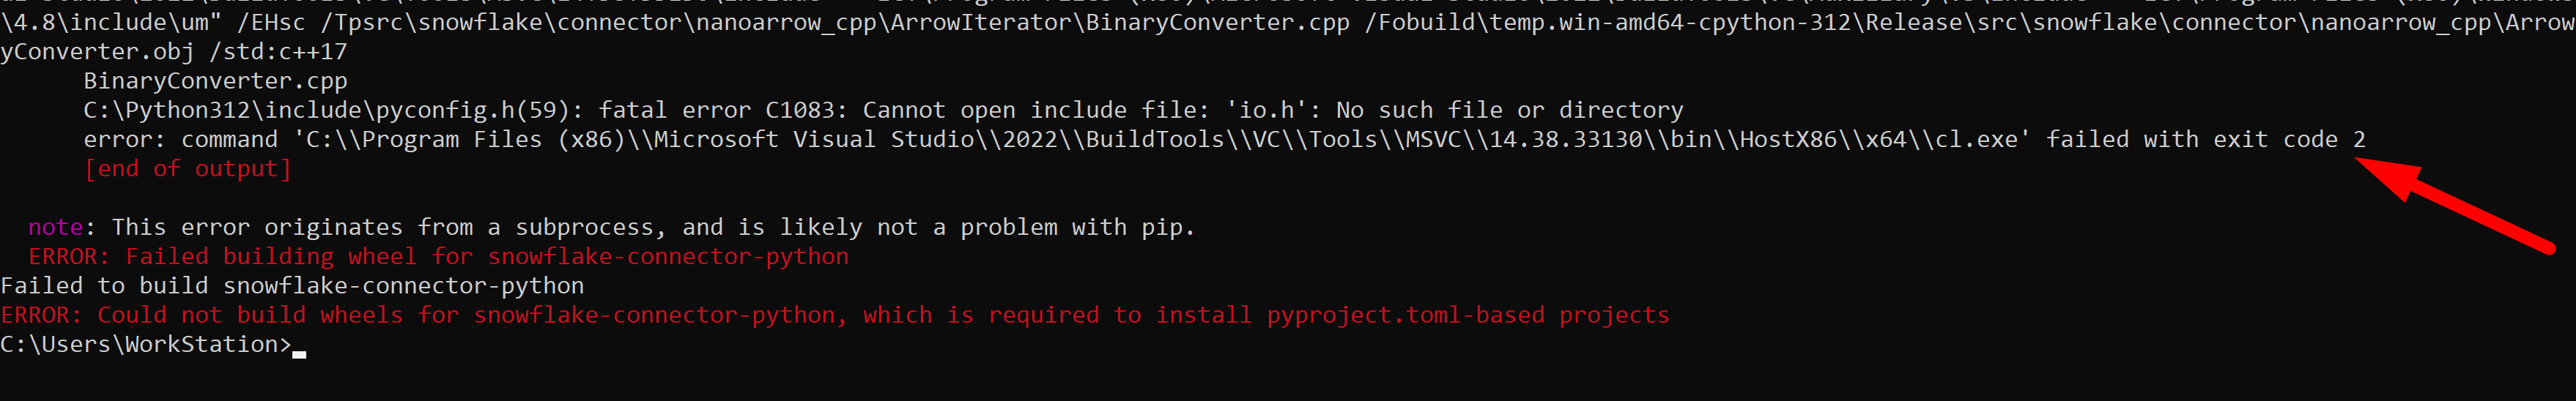 \4.8\include\um" /EHsc /Tpsrc\snowflake\connector\nanoarrow_cpp\ArrowIterator\BinaryConverter.cpp /Fobuild\temp.win-amd64-cpython-312\Release\src\snowflake\connector\nanoarrow_cpp\Arrow
yConverter.obj /std:c++17
BinaryConverter.cpp
C:\Python312\include\pyconfig.h(59): fatal error C1083: Cannot open include file: 'io.h': No such file or directory
error: command 'C:\\Program Files (x86)\\Microsoft Visual Studio\\2022\\BuildTools\\VC\\Tools\\MSVC\\14.38.33130\\bin\\HostX86\\x64\\cl.exe' failed with exit code 2
[end of output]
note: This error originates from a subprocess, and is likely not a problem with pip.
ERROR: Failed building wheel for snowflake-connector-python
Failed to build snowflake-connector-python
ERROR: Could not build wheels for snowflake-connector-python, which is required to install pyproject.toml-based projects
C:\Users\WorkStation>